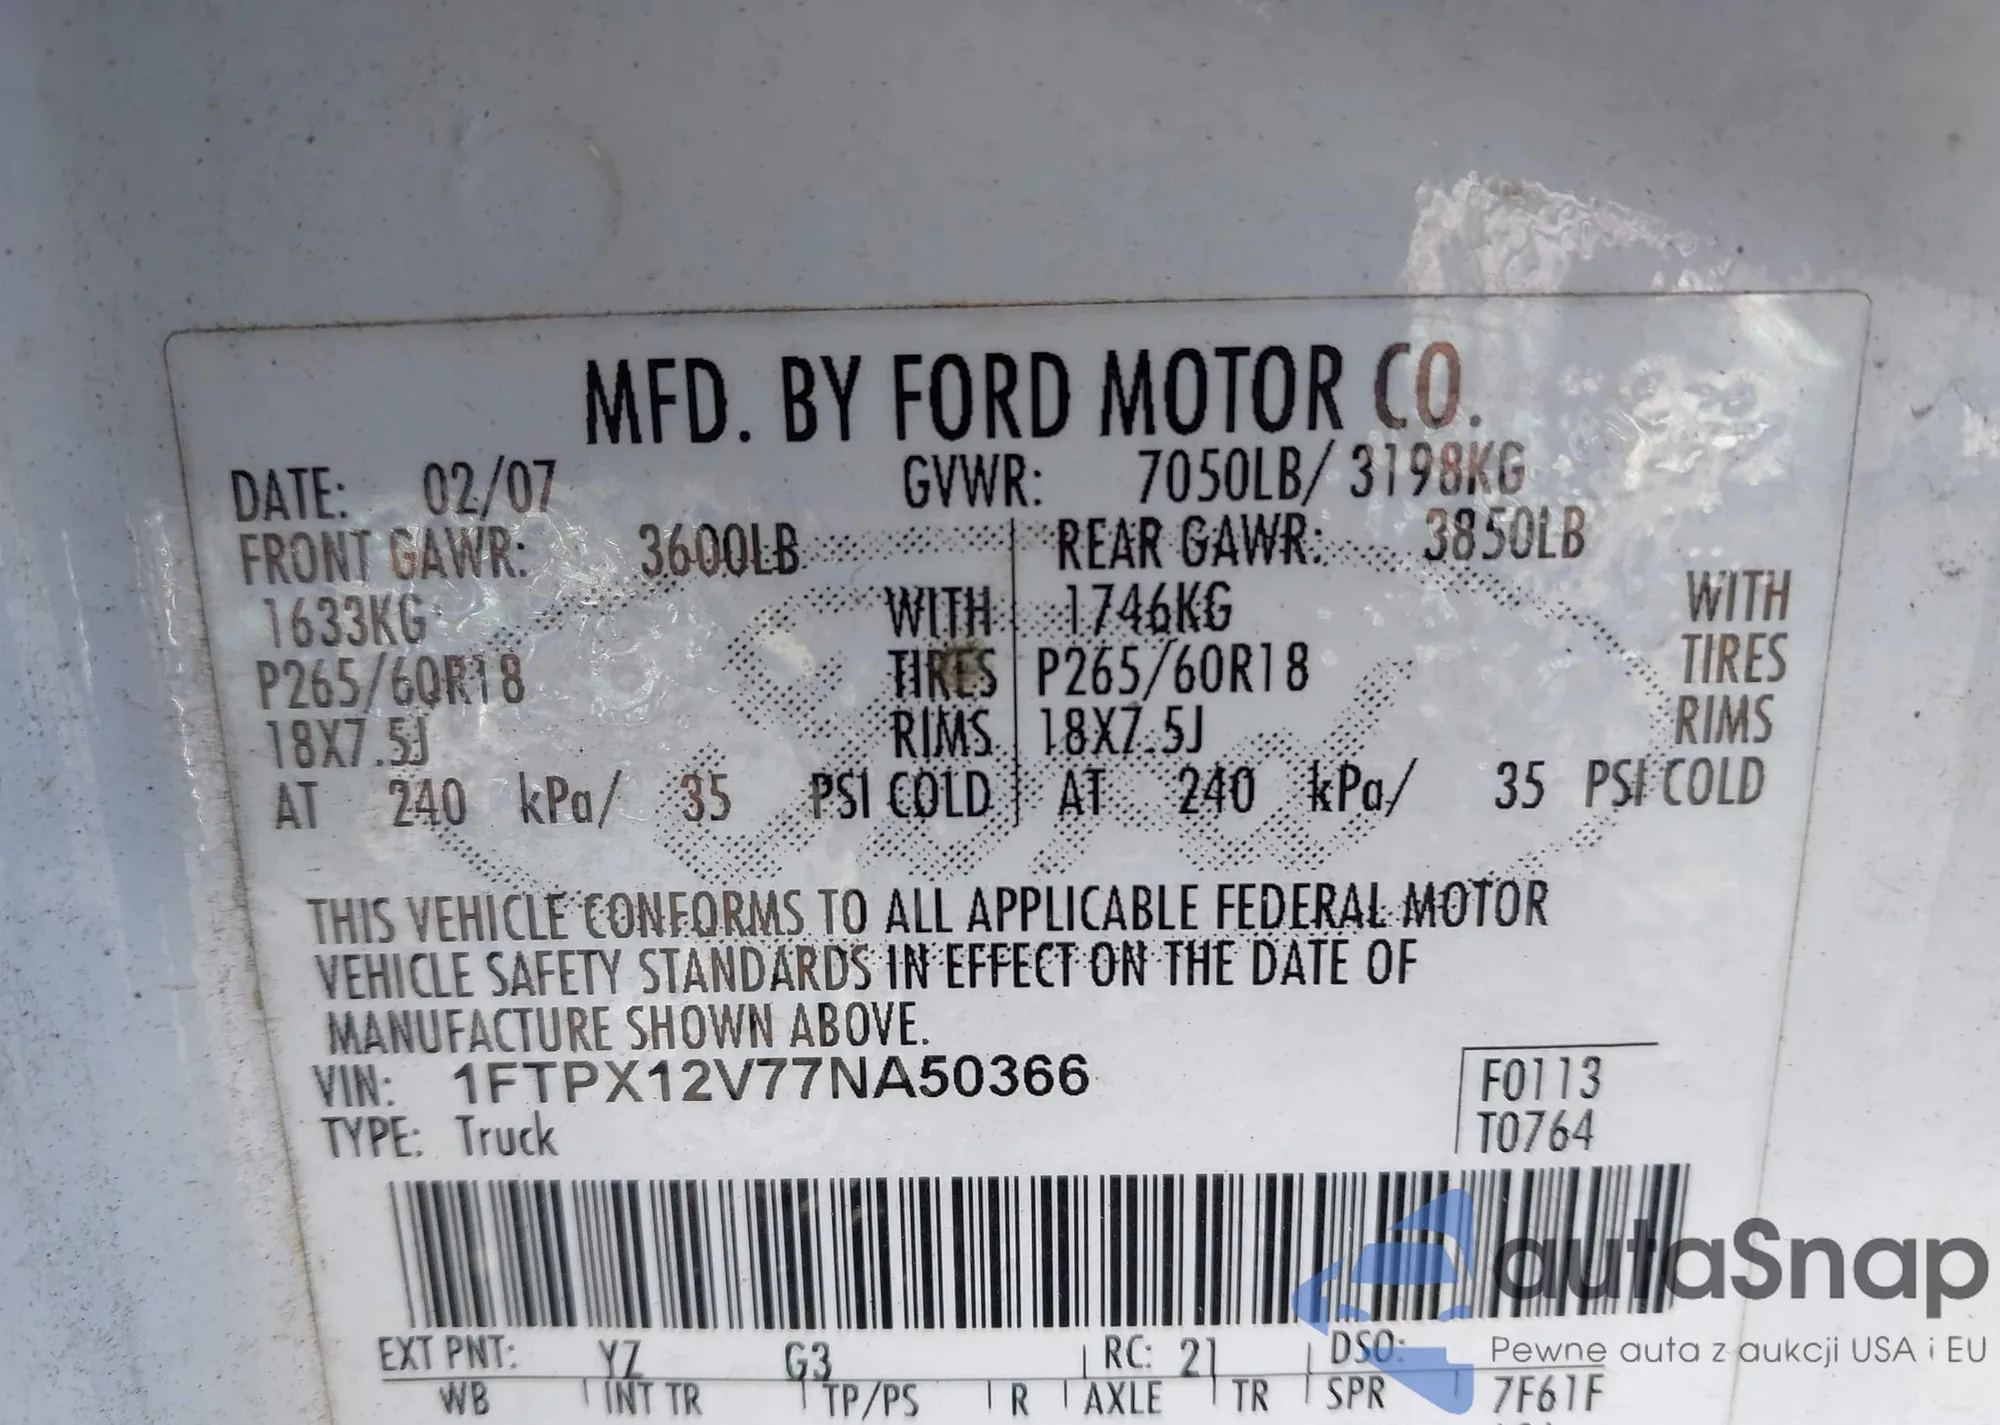 MFD. BY FORD MOTOR CO.
DATE: 02/07 GVWR: 7050LB/ 3198KG
FRONT GAWR: 3600LB REAR GAWR: 3850LB
1633KG WITH 1746KG WITH
P265/60R18 TIRES P265/60R18 TIRES
18X7.5J RIMS 18X7.5J RIMS
AT 240 kPa/ 35 PSI COLD AT 240 kPa/ 35 PSI COLD
THIS VEHICLE CONFORMS TO ALL APPLICABLE FEDERAL MOTOR
VEHICLE SAFETY STANDARDS IN EFFECT ON THE DATE OF
MANUFACTURE SHOWN ABOVE.
VIN: 1FTPX12V77NA50366 F0113
TYPE: Truck T0764
autaSnap
Pewne auta z aukcji USA i EU
EXT PNT: YZ G3 RC: 21 DSO:
WB INT TR TP/PS R AXLE TR SPR 7F61F